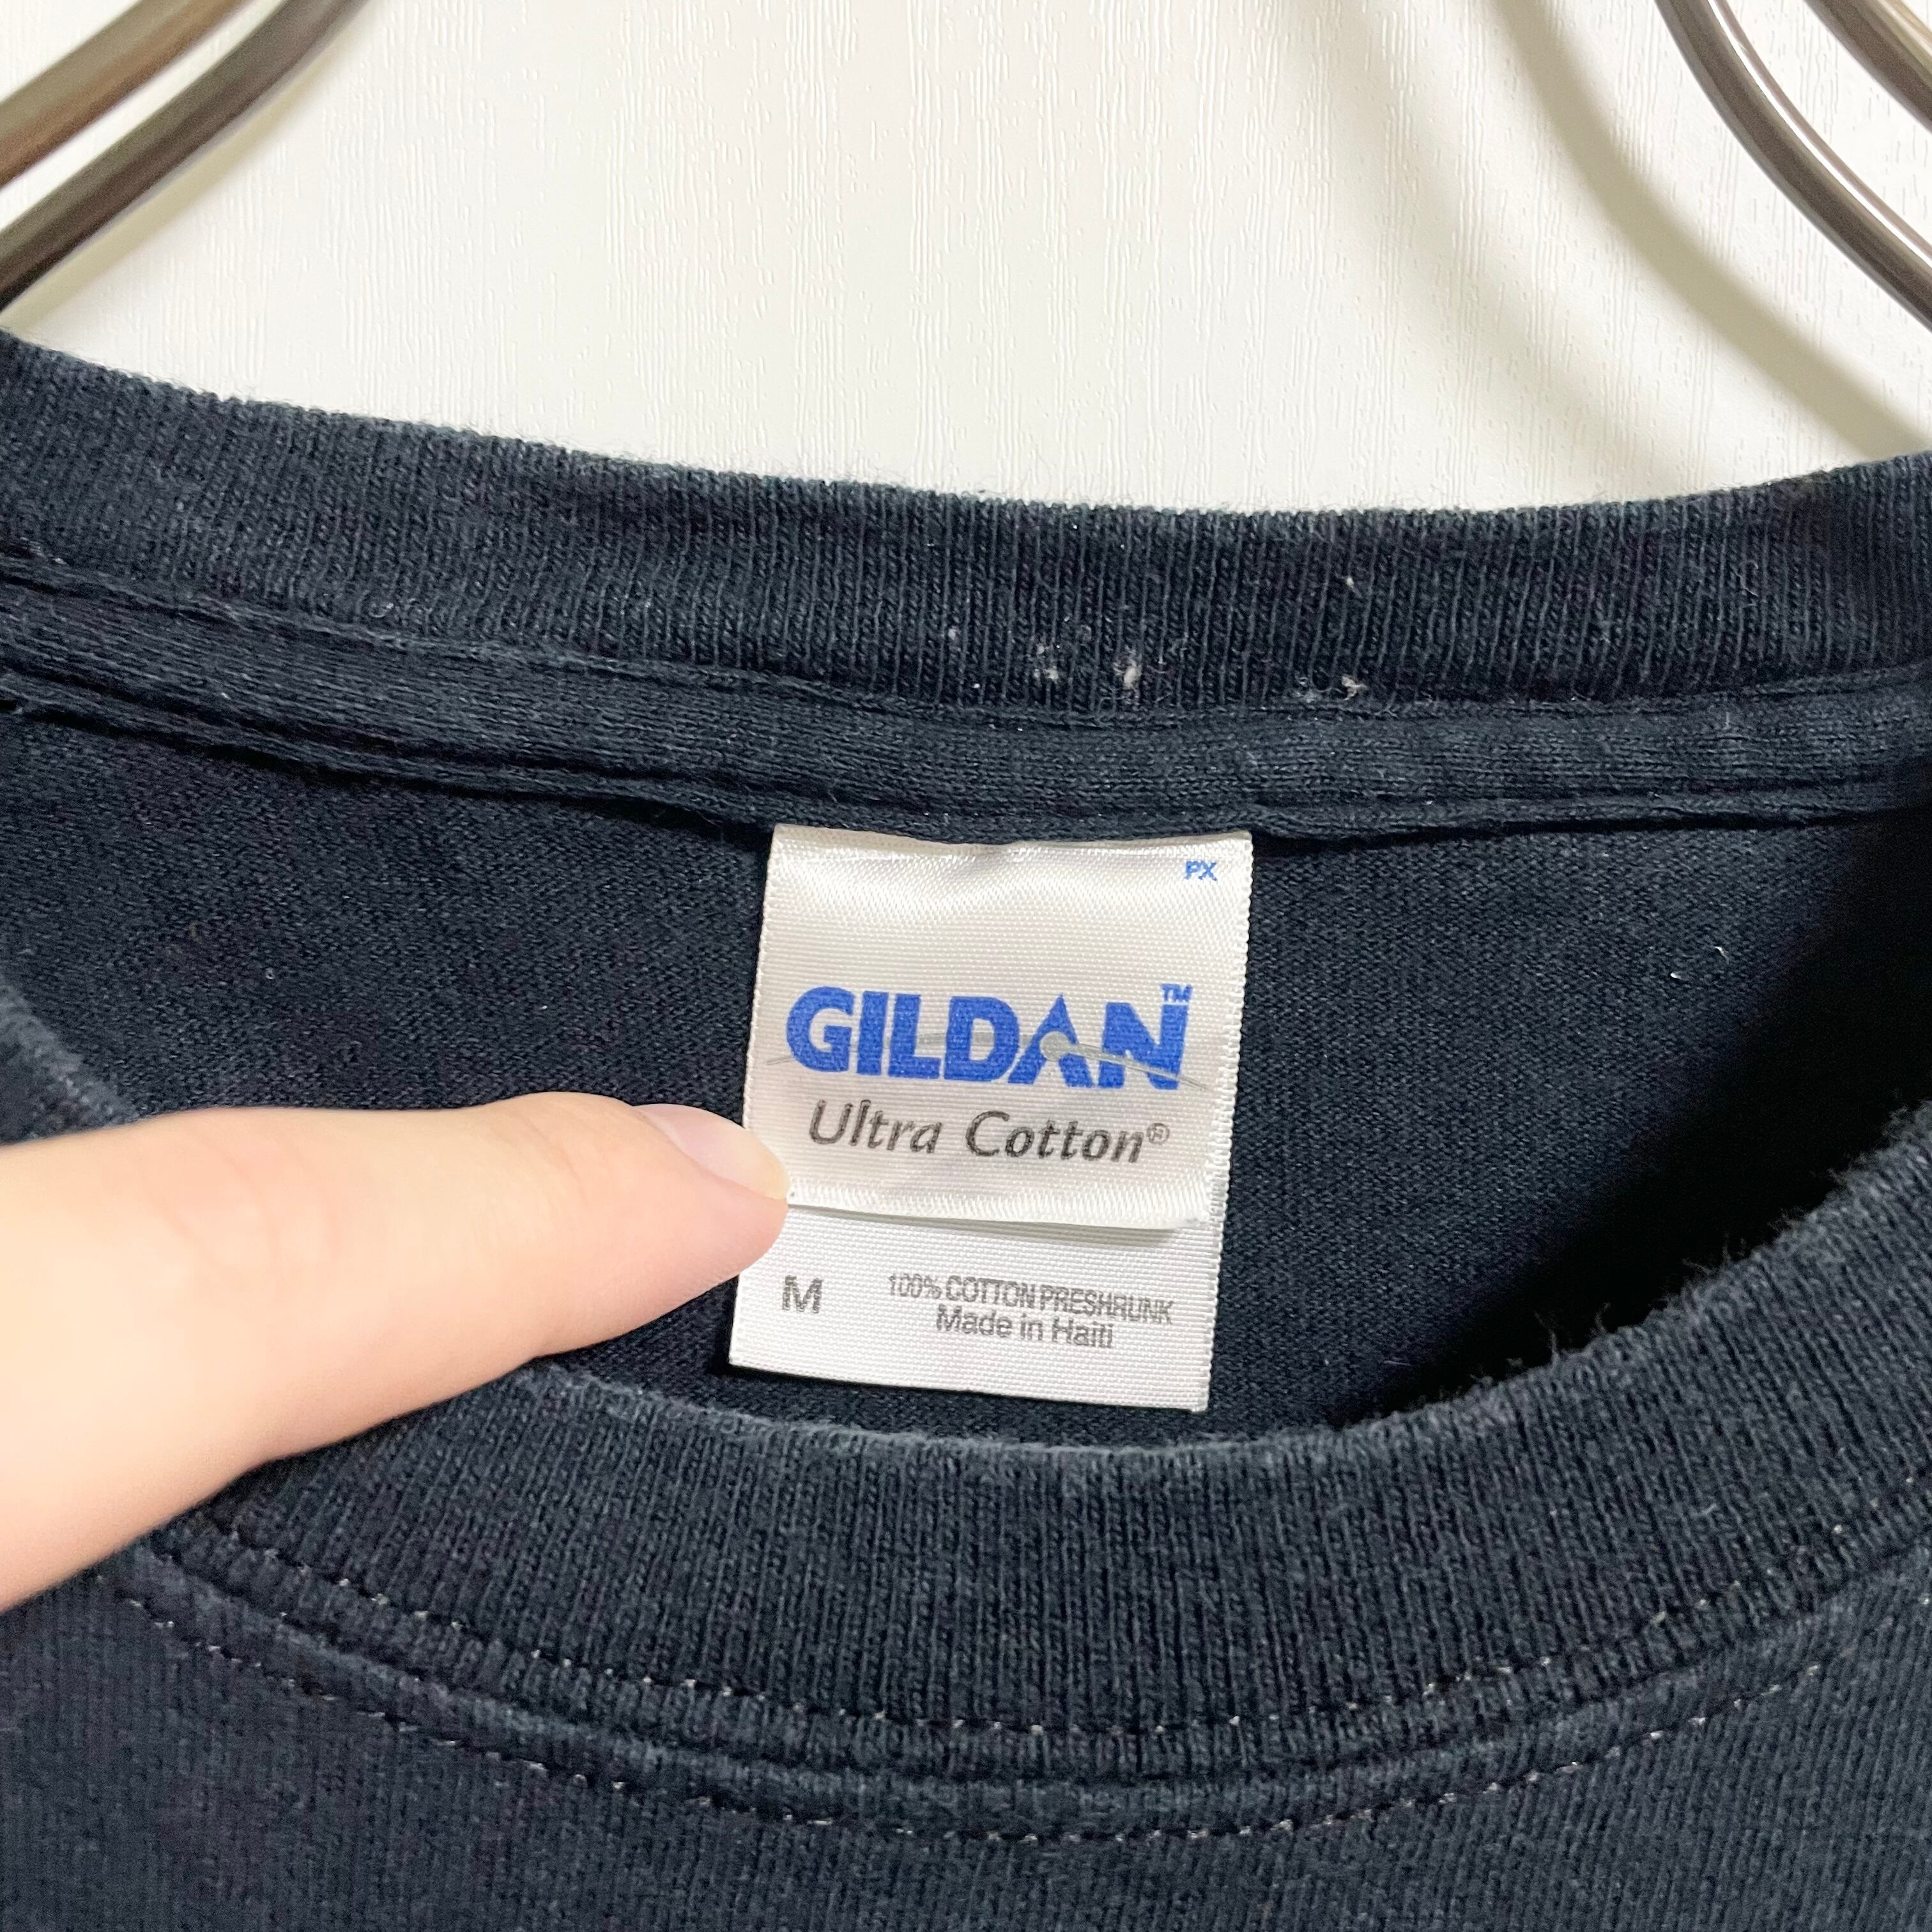 PX
GILDAN™
Ultra Cotton®
M 100% COTTON PRESHRUNK
Made in Haiti